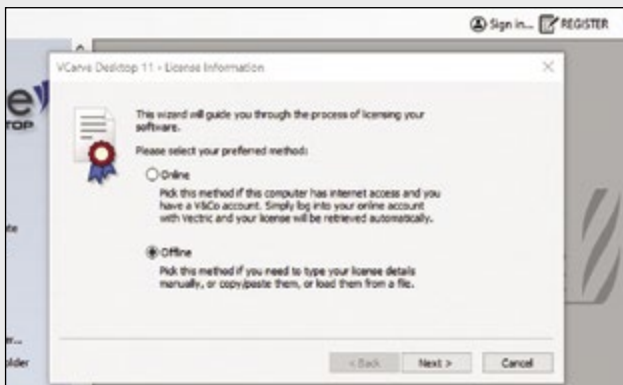 Sign in... REGISTER
VCarve Desktop 11 - License Information
e
TOP
This wizard will guide you through the process of licensing your
software.
Please select your preferred method:
Online
Pick this method if this computer has internet access and you
have a V&Co account. Simply log into your online account
with Vectric and your license will be retrieved automatically.
Offline
Pick this method if you need to type your license details
manually, or copy/paste them, or load them from a file.
te
r...
older
< Back Next > Cancel